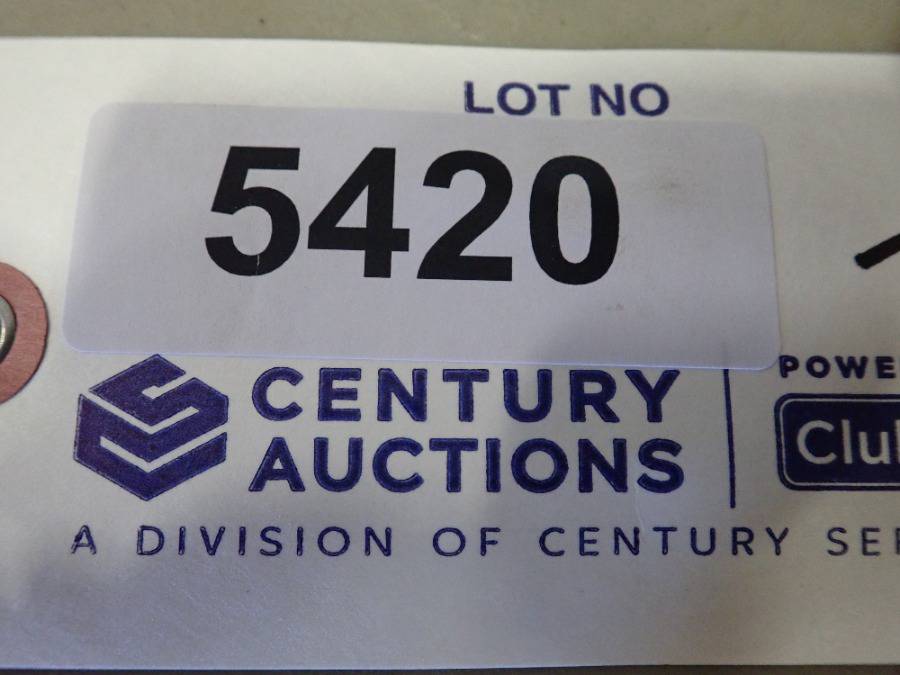 LOT NO
5420
CENTURY
AUCTIONS
A DIVISION OF CENTURY